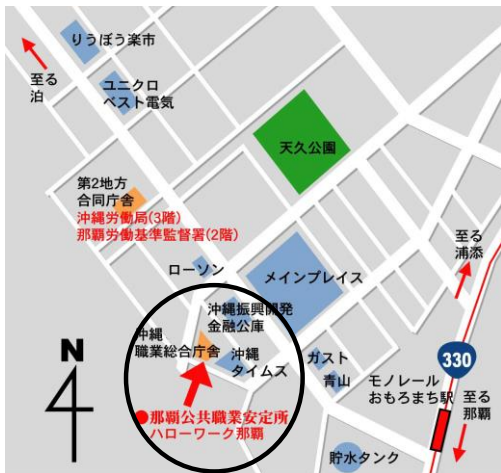 りうぼう楽市
至る
泊
ユニクロ
ベスト電気
天久公園
第2地方
合同庁舎
沖縄労働局(3階)
那覇労働基準監督署(2階)
至る
浦添
ローソン
メインプレイス
沖縄振興開発
金融公庫
沖縄
職業総合庁舎
沖縄
タイムス
ガスト
青山
N
330
モノレール
おもろまち駅
至る
那覇
●那覇公共職業安定所
ハローワーク那覇
貯水タンク